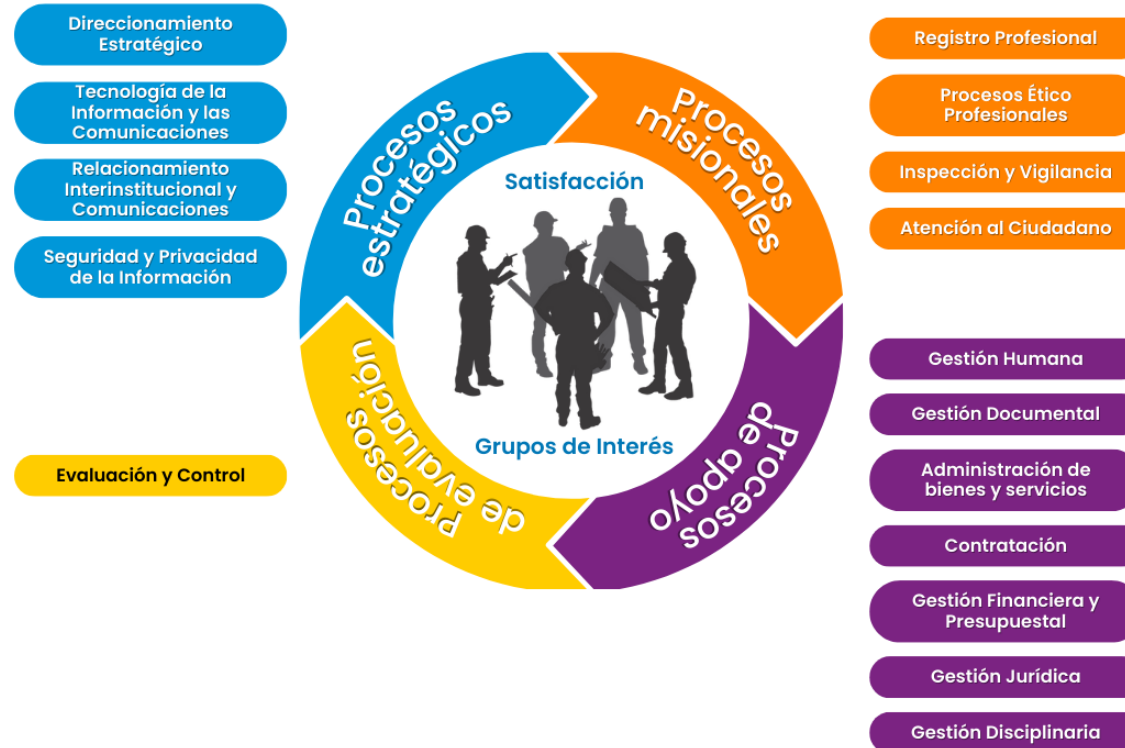 Direccionamiento
Estratégico
Tecnología de la
Información y las
Comunicaciones
Relacionamiento
Interinstitucional y
Comunicaciones
Seguridad y Privacidad
de la Información
Evaluación y Control
Procesos
estratégicos
Procesos
misionales
Procesos
de apoyo
Procesos
de evaluación
Satisfacción
Grupos de Interés
Registro Profesional
Procesos Ético
Profesionales
Inspección y Vigilancia
Atención al Ciudadano
Gestión Humana
Gestión Documental
Administración de
bienes y servicios
Contratación
Gestión Financiera y
Presupuestal
Gestión Jurídica
Gestión Disciplinaria